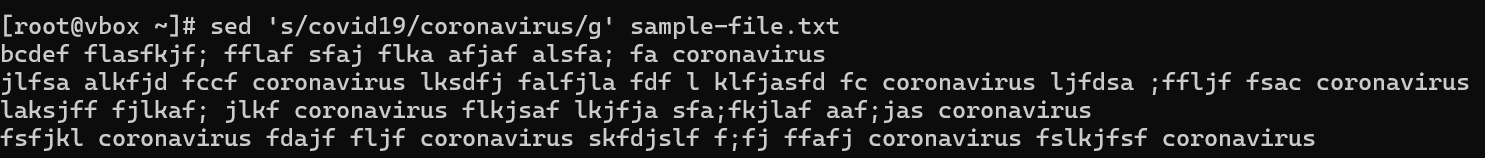 [root@vbox ~]# sed 's/covid19/coronavirus/g' sample-file.txt
bcdef flasfkjf; fflaf sfaj flka afjaf alsfa; fa coronavirus
jlfsa alkfjd fccf coronavirus lksdfj falfjla fdf l klfjasfd fc coronavirus ljfdsa ;ffljf fsac coronavirus
laksjff fjlkaf; jlkf coronavirus flkjsaf lkjfja sfa;fkjlaf aaf;jas coronavirus
fsfjkl coronavirus fdajf fljf coronavirus skfdjslf f;fj ffafj coronavirus fslkjfsf coronavirus